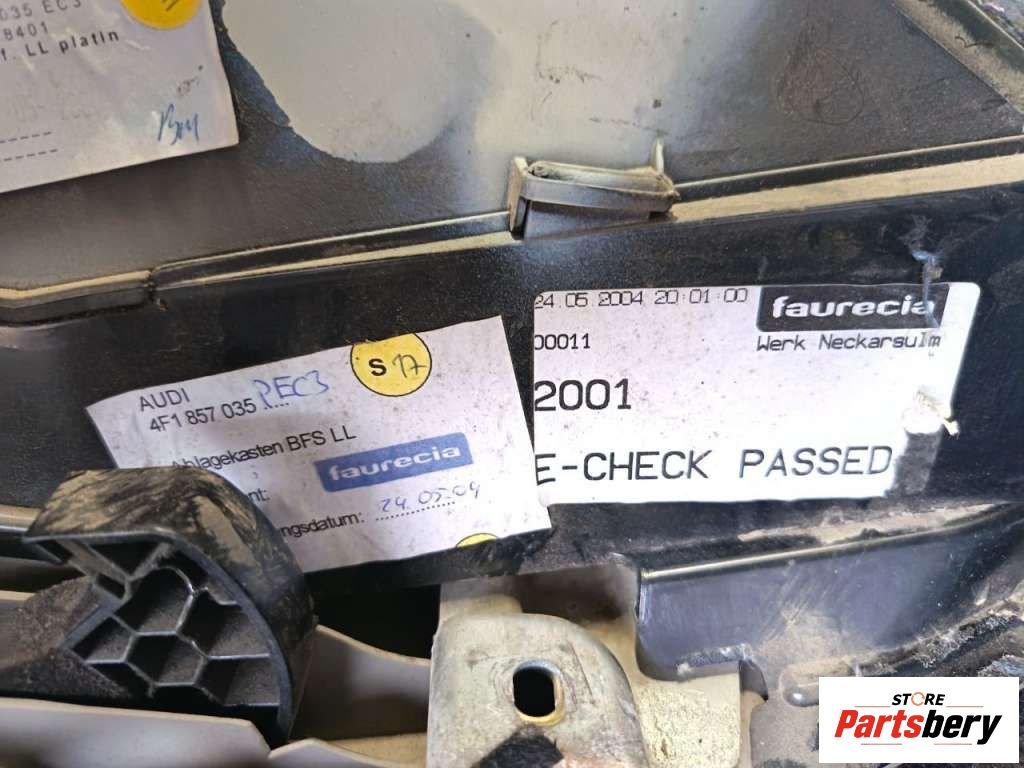 035 EC3
8401
f. LL platin
24.05.2004 20:01:00
faurecia
00011
Werk Neckarsulm
2001
E-CHECK PASSED
S 17
AUDI
4F1 857 035 PEC3
Ablagekasten BFS LL
faurecia
nt:
ngsdatum: 24.05.04
STORE
Partsbery